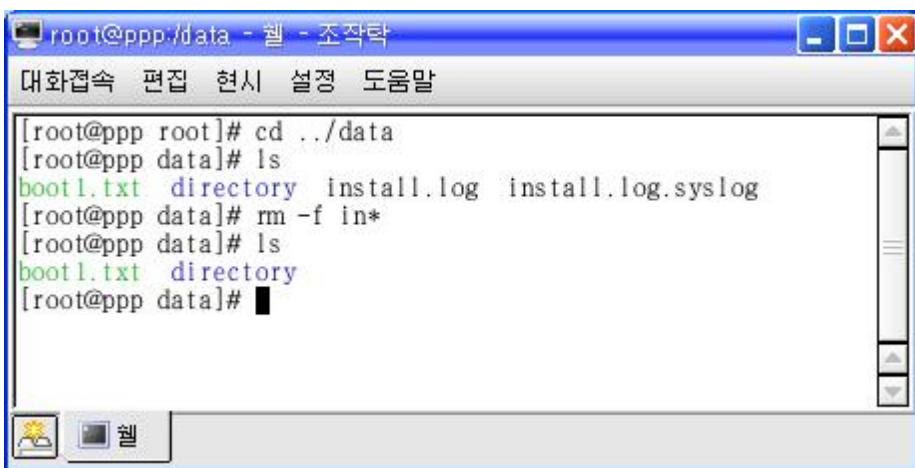 root@ppp:/data - 쉘 - 조작탁
대화접속 편집 현시 설정 도움말
[root@ppp root]# cd ../data
[root@ppp data]# ls
boot1.txt directory install.log install.log.syslog
[root@ppp data]# rm -f in*
[root@ppp data]# ls
boot1.txt directory
[root@ppp data]#
쉘